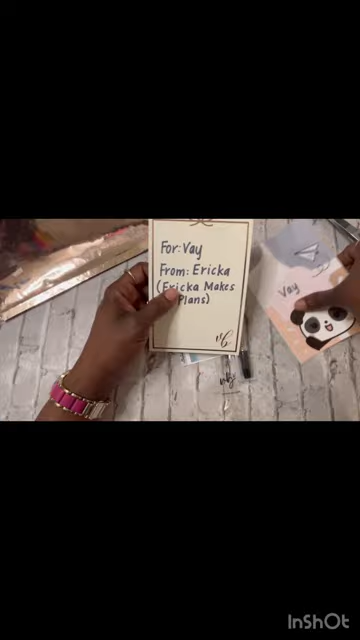 For: Vay
From: Ericka
(Ericka Makes
Plans)
Vay
InShOt